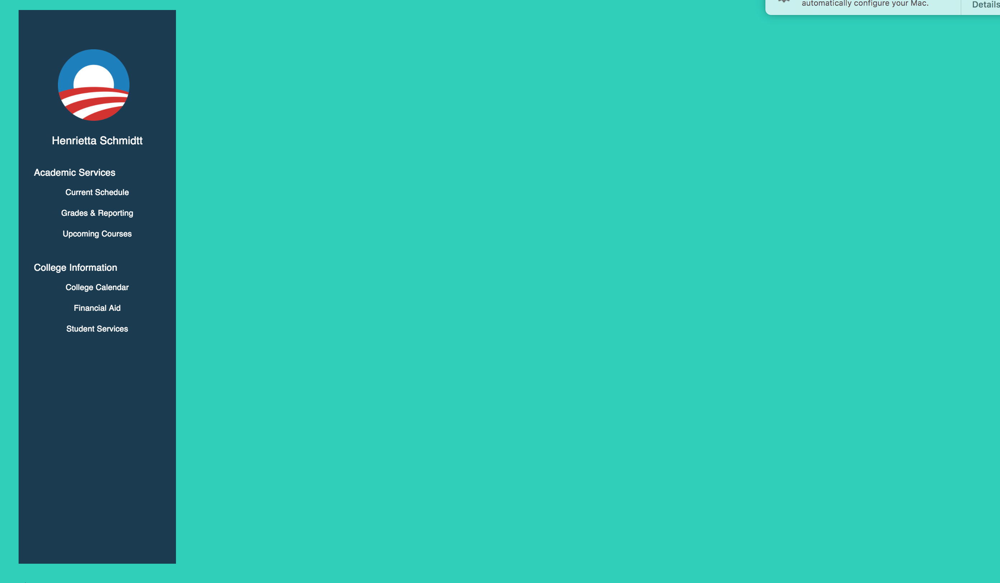 automatically configure your Mac.
Details
Henrietta Schmidtt
Academic Services
Current Schedule
Grades & Reporting
Upcoming Courses
College Information
College Calendar
Financial Aid
Student Services